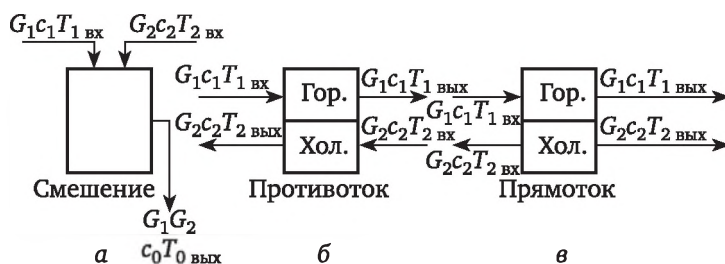 G₁c₁T₁ вх G₂c₂T₂ вх
Смешение
G₁G₂
c₀T₀ вых
а
G₁c₁T₁ вх Гор. G₁c₁T₁ вых
G₂c₂T₂ вых Хол. G₂c₂T₂ вх
Противоток
б
G₁c₁T₁ вх Гор. G₁c₁T₁ вых
G₂c₂T₂ вх Хол. G₂c₂T₂ вых
Прямоток
в